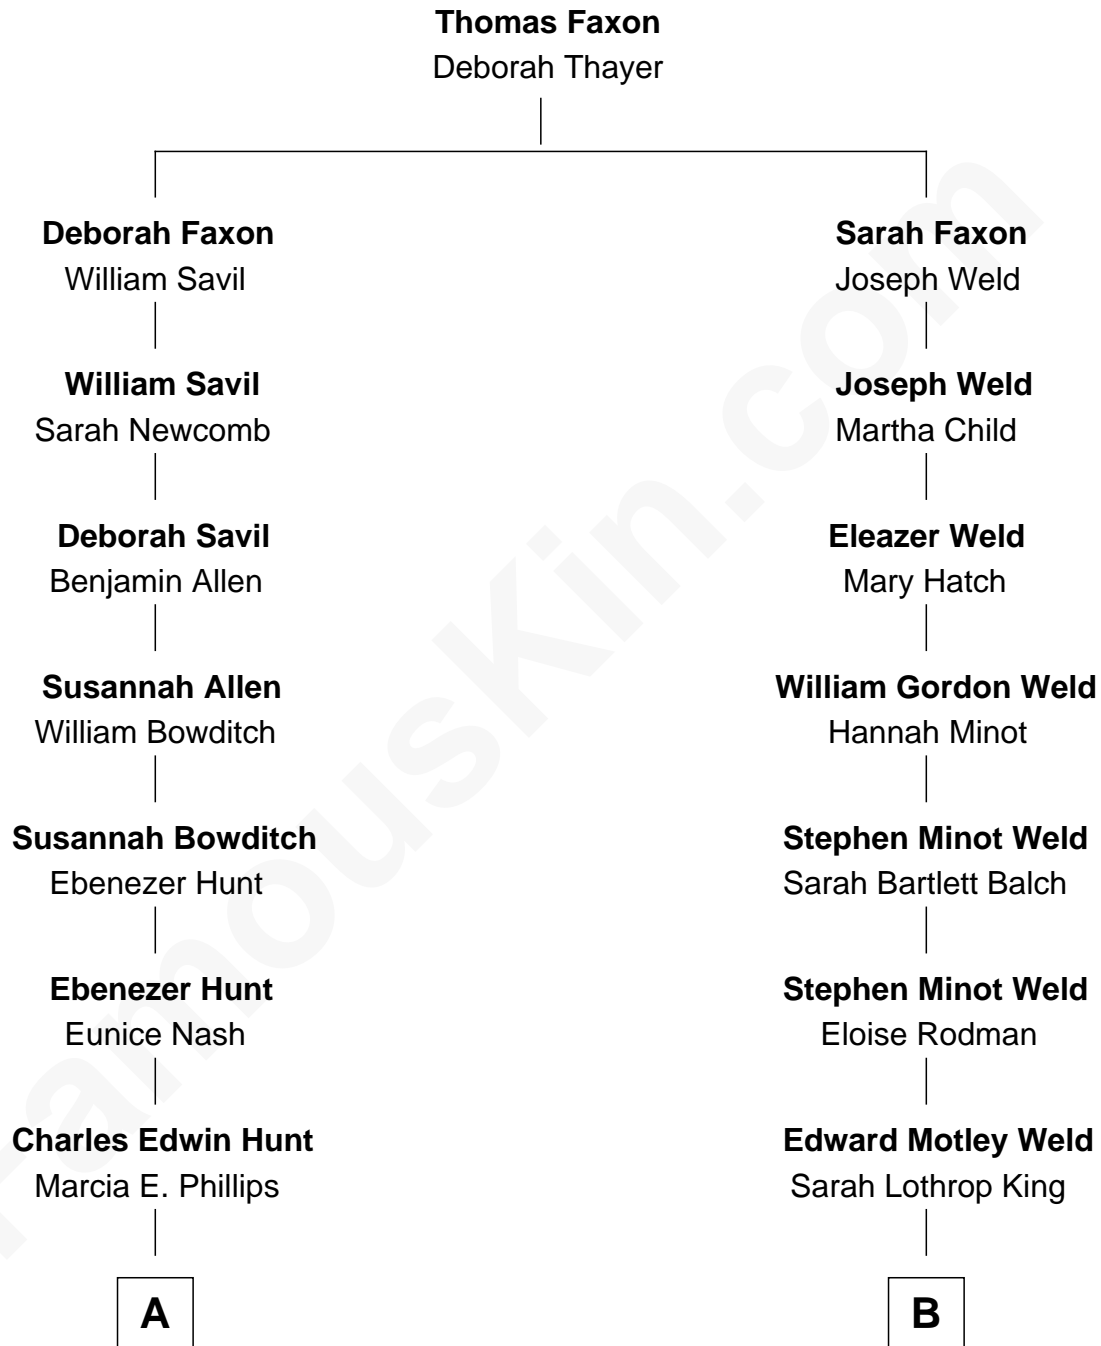 Thomas Faxon
Deborah Thayer
Deborah Faxon
William Savil
William Savil
Sarah Newcomb
Deborah Savil
Benjamin Allen
Susannah Allen
William Bowditch
Susannah Bowditch
Ebenezer Hunt
Ebenezer Hunt
Eunice Nash
Charles Edwin Hunt
Marcia E. Phillips
A
Sarah Faxon
Joseph Weld
Joseph Weld
Martha Child
Eleazer Weld
Mary Hatch
William Gordon Weld
Hannah Minot
Stephen Minot Weld
Sarah Bartlett Balch
Stephen Minot Weld
Eloise Rodman
Edward Motley Weld
Sarah Lothrop King
B
FamousKin.com